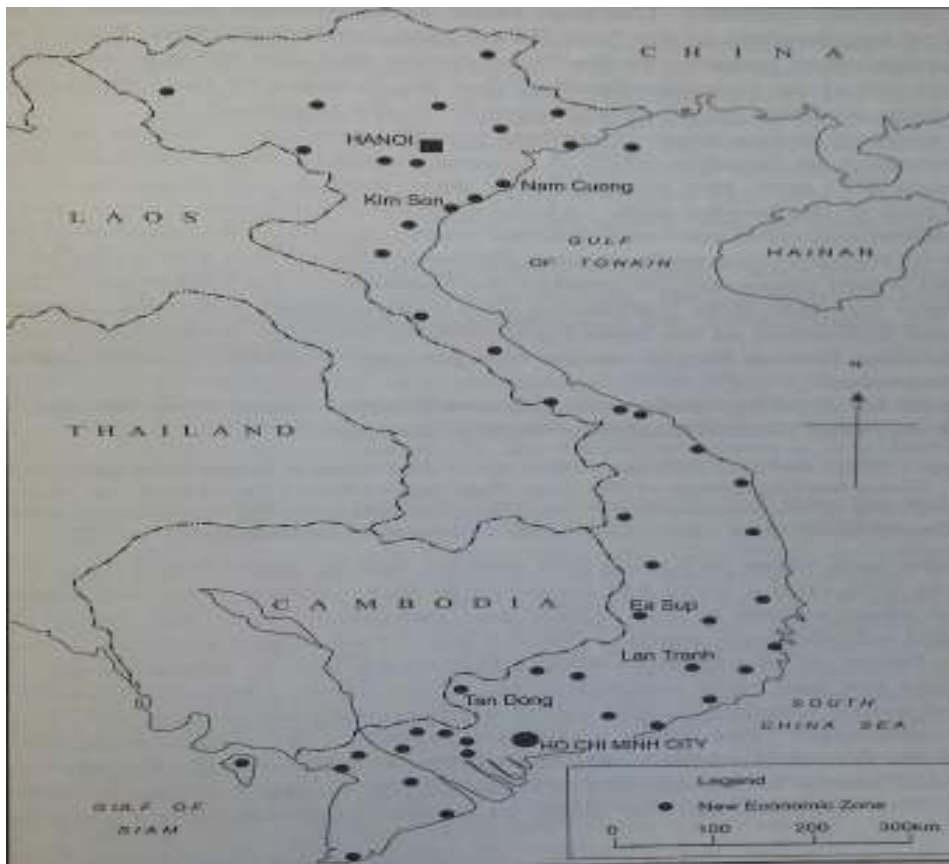 CHINA
HANOI
Nam Cuong
Kim Son
LAOS
GULF
OF TONKIN
HAINAN
N
THAILAND
CAMBODIA
Ea Sup
Lan Tranh
Tan Dong
SOUTH
CHINA SEA
HO CHI MINH CITY
GULF OF
SIAM
Legend
New Economic Zone
0 100 200 300km